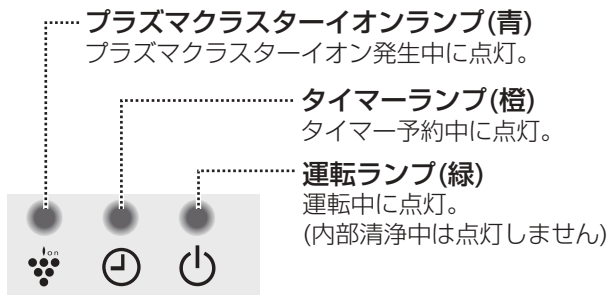 プラズマクラスターイオンランプ(青)
プラズマクラスターイオン発生中に点灯。
タイマーランプ(橙)
タイマー予約中に点灯。
運転ランプ(緑)
運転中に点灯。
(内部清浄中は点灯しません)
ion